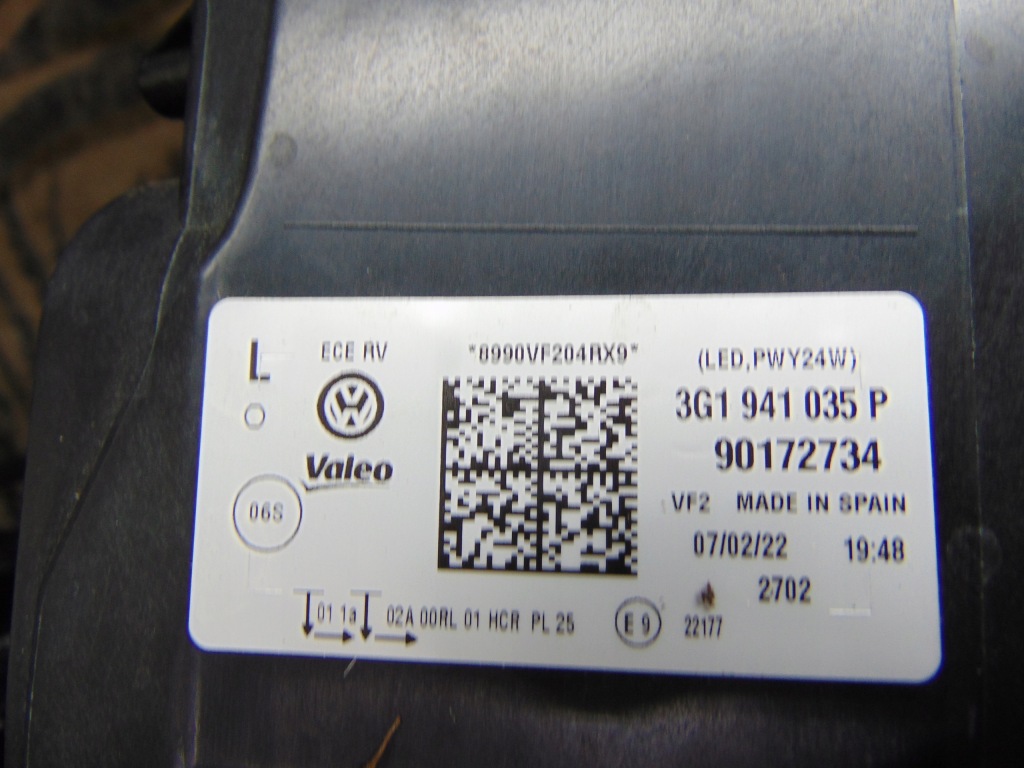 L
ECE RV
*8990VF204RX9*
(LED,PWY24W)
3G1 941 035 P
90172734
Valeo
06S
VF2 MADE IN SPAIN
07/02/22 19:48
2702
01 1a 02A 00RL 01 HCR PL 25
E 9
22177